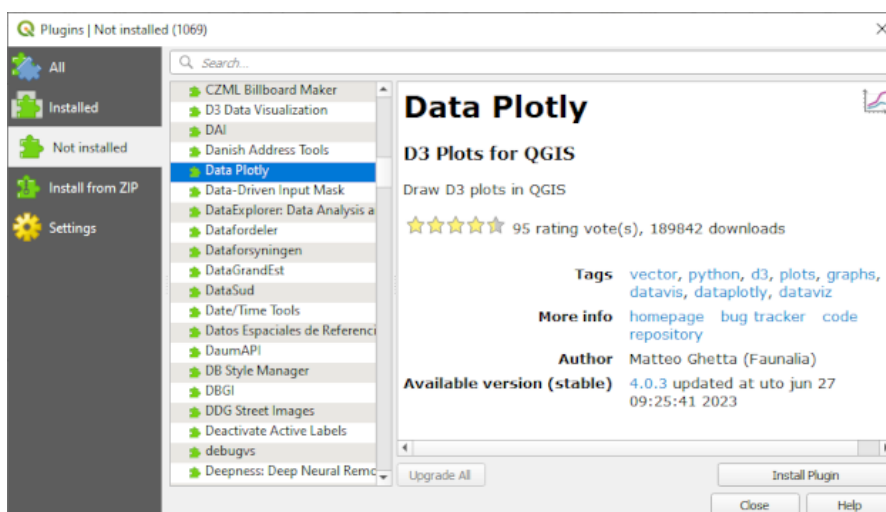 Plugins | Not installed (1069)
All
Installed
Not installed
Install from ZIP
Settings
Search...
CZML Billboard Maker
D3 Data Visualization
DAI
Danish Address Tools
Data Plotly
Data-Driven Input Mask
DataExplorer: Data Analysis a
Datafordeler
Dataforsyningen
DataGrandEst
DataSud
Date/Time Tools
Datos Espaciales de Referenci
DaumAPI
DB Style Manager
DBGI
DDG Street Images
Deactivate Active Labels
debugvs
Deepness: Deep Neural Remo
Data Plotly
D3 Plots for QGIS
Draw D3 plots in QGIS
95 rating vote(s), 189842 downloads
Tags vector, python, d3, plots, graphs,
datavis, dataplotly, dataviz
More info homepage bug tracker code
repository
Author Matteo Ghetta (Faunalia)
Available version (stable) 4.0.3 updated at uto jun 27
09:25:41 2023
Upgrade All
Install Plugin
Close
Help